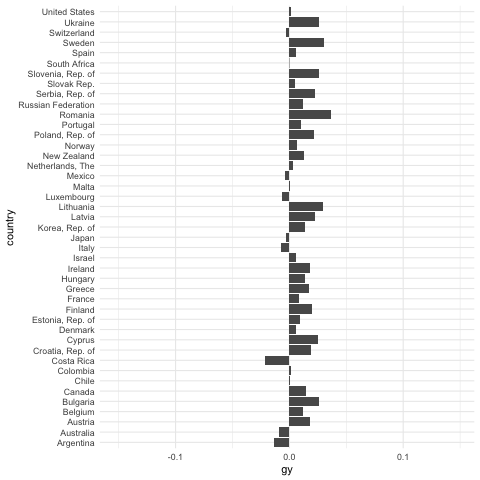 United States
Ukraine
Switzerland
Sweden
Spain
South Africa
Slovenia, Rep. of
Slovak Rep.
Serbia, Rep. of
Russian Federation
Romania
Portugal
Poland, Rep. of
Norway
New Zealand
Netherlands, The
Mexico
Malta
Luxembourg
Lithuania
Latvia
Korea, Rep. of
Japan
Italy
Israel
Ireland
Hungary
Greece
France
Finland
Estonia, Rep. of
Denmark
Cyprus
Croatia, Rep. of
Costa Rica
Colombia
Chile
Canada
Bulgaria
Belgium
Austria
Australia
Argentina
country
-0.1 0.0 0.1
gy